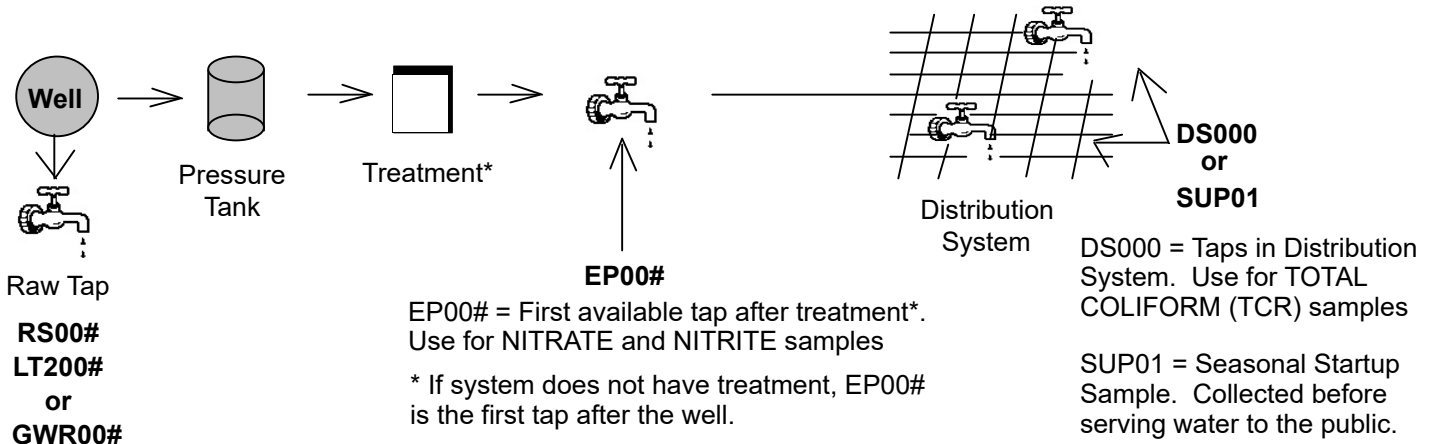 Well
Pressure
Tank
Treatment*
Raw Tap
RS00#
LT200#
or
GWR00#
EP00#
EP00# = First available tap after treatment*.
Use for NITRATE and NITRITE samples
* If system does not have treatment, EP00#
is the first tap after the well.
Distribution
System
DS000
or
SUP01
DS000 = Taps in Distribution
System. Use for TOTAL
COLIFORM (TCR) samples
SUP01 = Seasonal Startup
Sample. Collected before
serving water to the public.